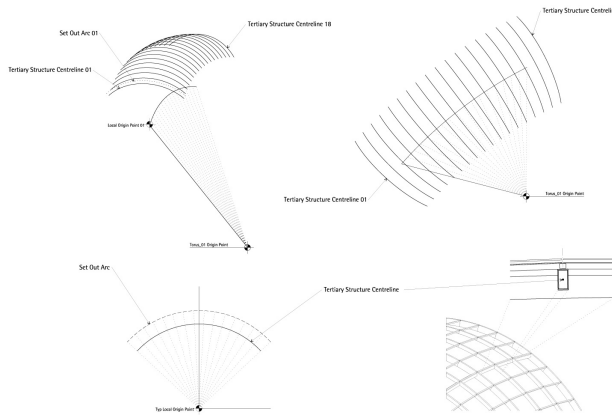 Set Out Arc 01
Tertiary Structure Centreline 18
Tertiary Structure Centreline 01
Local Origin Point 01
Torus_01 Origin Point
Tertiary Structure Centreli
Tertiary Structure Centreline 01
Torus_01 Origin Point
Set Out Arc
Tertiary Structure Centreline
Typ Local Origin Point